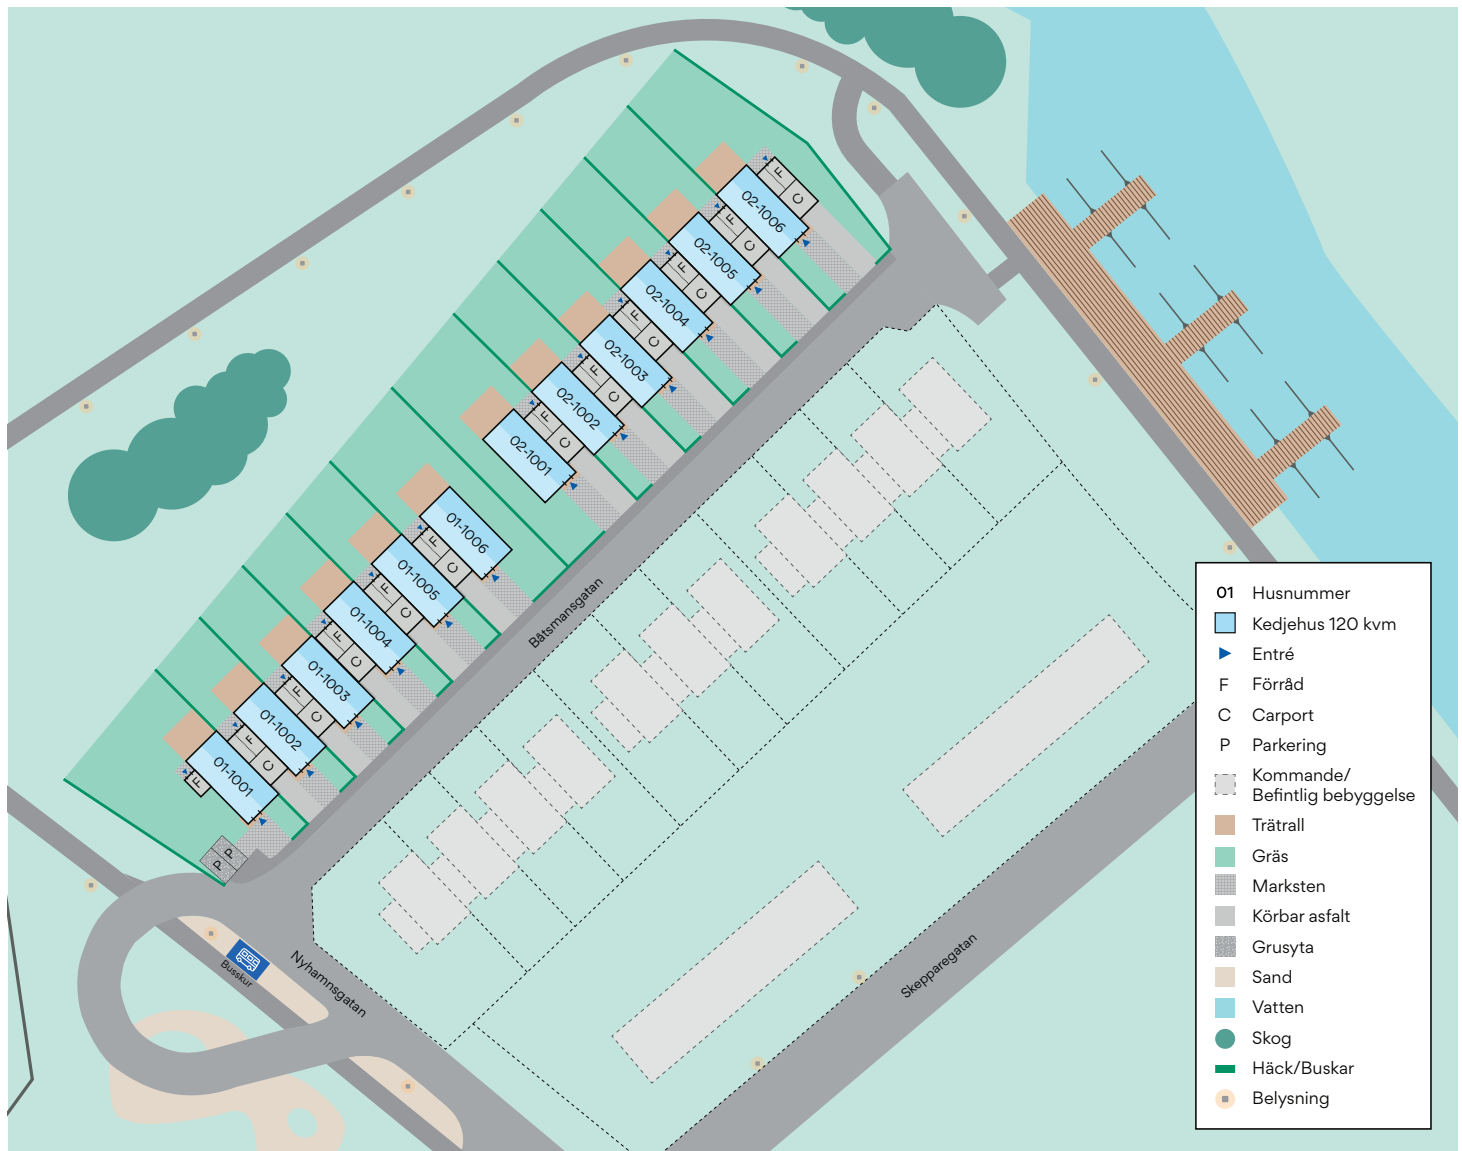 02-1006
F
C
02-1005
F
C
02-1004
F
C
02-1003
F
C
02-1002
F
C
02-1001
F
C
01-1006
F
C
01-1005
F
C
01-1004
F
C
01-1003
F
C
01-1002
F
C
01-1001
F
P
P
Båtsmansgatan
Nyhamnsgatan
Skepparegatan
Busskur
01 Husnummer
Kedjehus 120 kvm
Entré
F Förråd
C Carport
P Parkering
Kommande/
Befintlig bebyggelse
Trätrall
Gräs
Marksten
Körbar asfalt
Grusyta
Sand
Vatten
Skog
Häck/Buskar
Belysning